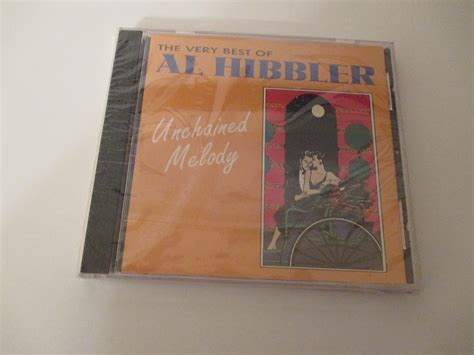 THE VERY BEST OF
AL HIBBLER
Unchained
Melody